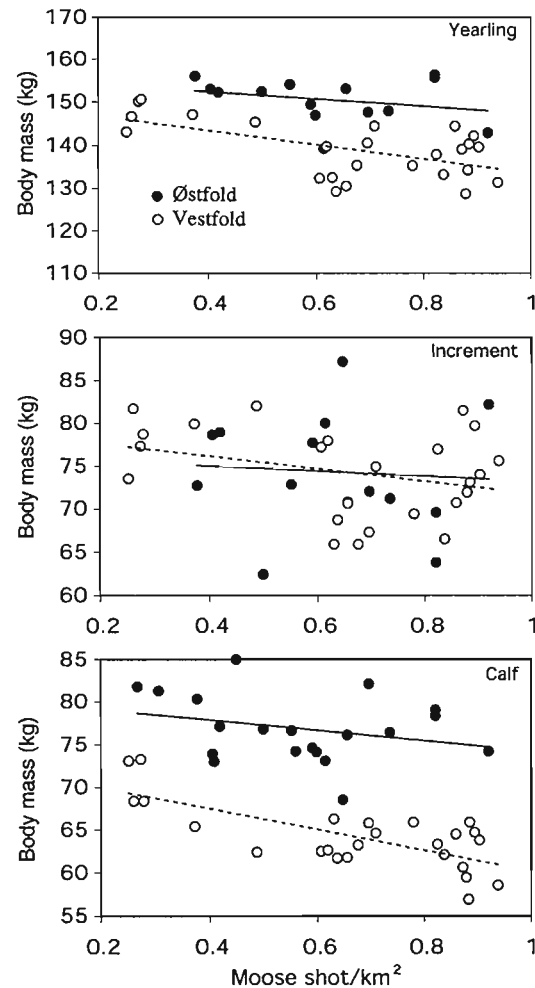 170
Yearling
160
150
140
130
120
110
Body mass (kg)
● Østfold
○ Vestfold
0.2 0.4 0.6 0.8 1
90
Increment
85
80
75
70
65
60
Body mass (kg)
0.2 0.4 0.6 0.8 1
85
Calf
80
75
70
65
60
55
Body mass (kg)
0.2 0.4 0.6 0.8 1
Moose shot/km²